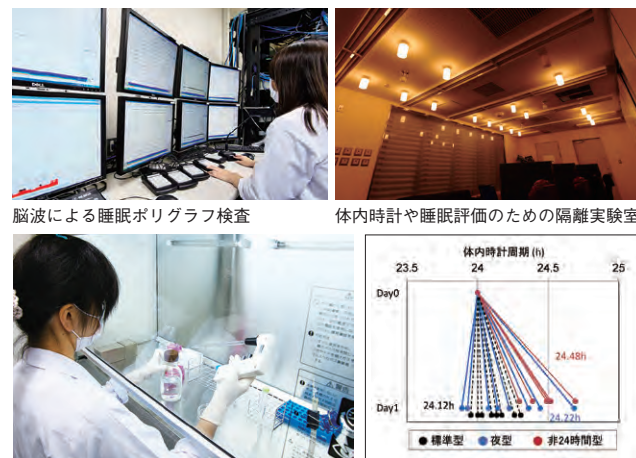 DELL
脳波による睡眠ポリグラフ検査
体内時計や睡眠評価のための隔離実験室
体内時計周期 (h)
23.5 24 24.5 25
Day0
24.48h
24.12h
Day1
24.22h
標準型 夜型 非24時間型